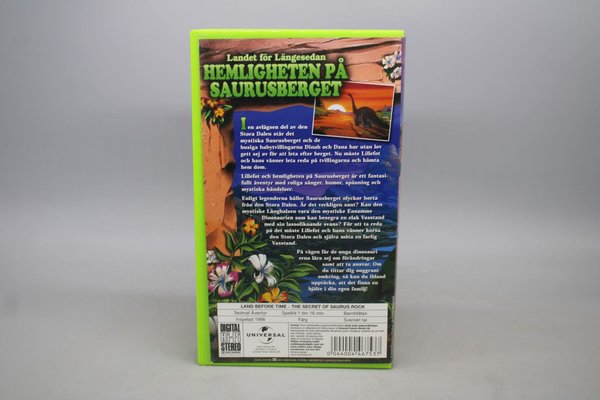 Landet för Längesedan
HEMLIGHETEN PÅ
SAURUSBERGET
I en avlägsen del av den
Stora Dalen står det
mystiska Saurusberget och de
busiga babytvillingarna Dinah och Dana har utan lov
gett sej av för att leta efter berget. Nu måste Lillefot
och hans vänner leta reda på tvillingarna och hämta
hem dom.
Lillefot och hemligheten på Saurusberget är ett fantasi-
fullt äventyr med roliga sånger, humor, spänning och
mystiska händelser.
Enligt legenderna håller Saurusberget olyckor borta
från den Stora Dalen. Är det verkligen sant? Kan den
mystiske Långhalsen vara den mystiske Ensamme
Dinosaurien som kan besegra en elak Vasstand
med sin lassoliknande svans? För att ta reda
på det måste Lillefot och hans vänner korsa
den Stora Dalen och själva möta en farlig
Vasstand.
På vägen får de unga dinosauri
erna lära sej om förändringar
samt att ta ansvar. Om
du tittar dig noggrant
omkring, så kan du ibland
upptäcka, att det finns en
hjälte i din egen familj!
LAND BEFORE TIME - THE SECRET OF SAURUS ROCK
Tecknat Äventyr Speltid 1 tim 16 min Barntillåten
Inspelad 1998 Färg Svenskt tal
DIGITAL
STEREO
UNIVERSAL
0 044004 467537